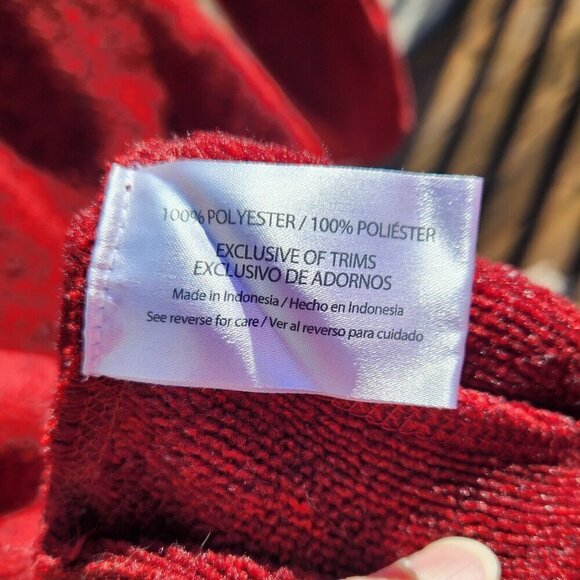 100% POLYESTER / 100% POLIÉSTER
EXCLUSIVE OF TRIMS
EXCLUSIVO DE ADORNOS
Made in Indonesia / Hecho en Indonesia
See reverse for care / Ver al reverso para cuidado